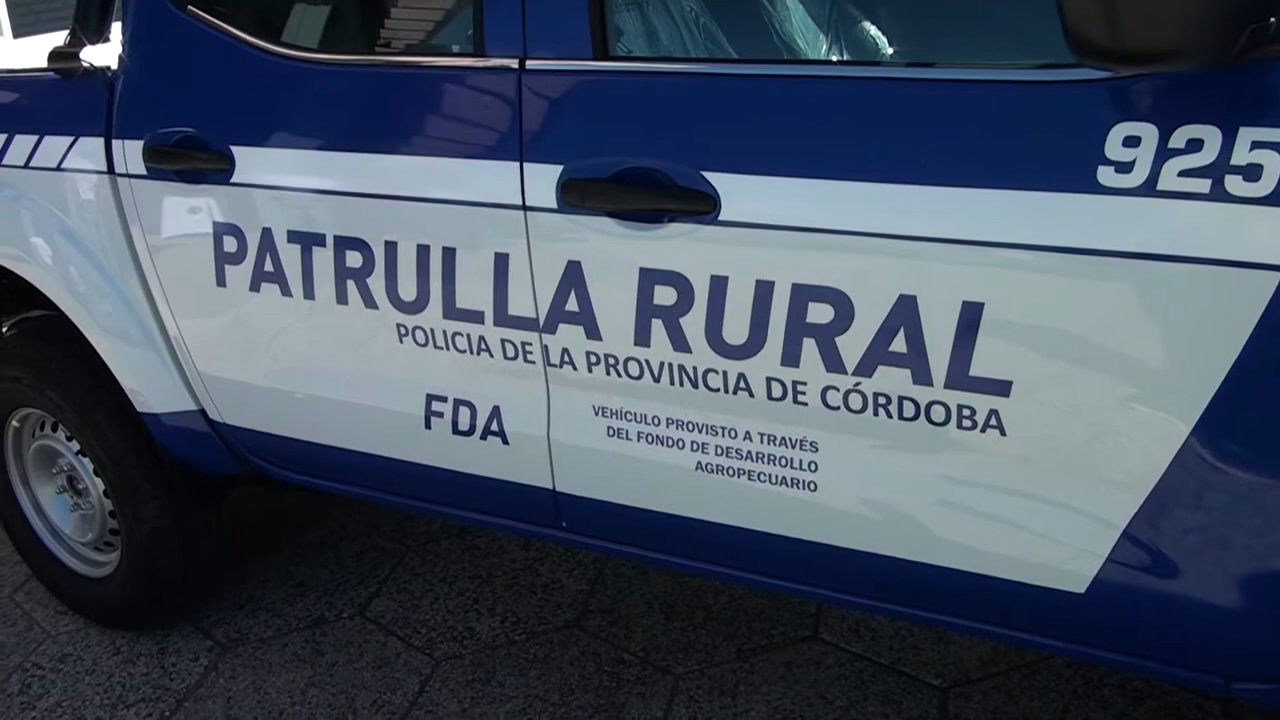 925
PATRULLA RURAL
POLICIA DE LA PROVINCIA DE CÓRDOBA
FDA
VEHÍCULO PROVISTO A TRAVÉS
DEL FONDO DE DESARROLLO
AGROPECUARIO